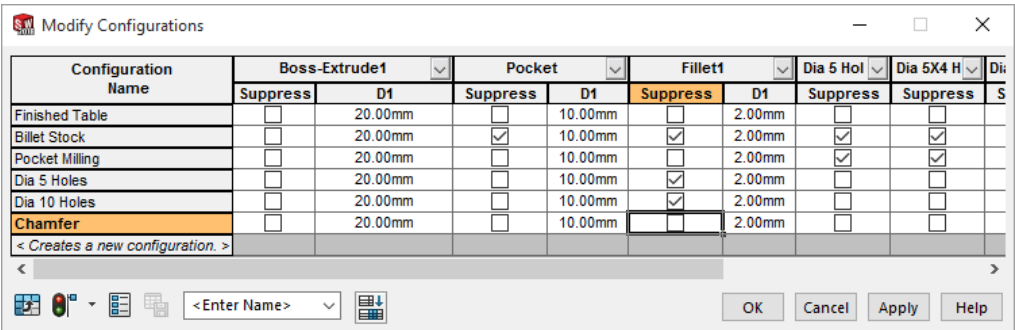 Modify Configurations
Configuration Name Boss-Extrude1 Pocket Fillet1 Dia 5 Hol Dia 5X4 H Dia
Suppress D1 Suppress D1 Suppress D1 Suppress Suppress S
Finished Table 20.00mm 10.00mm 2.00mm
Billet Stock 20.00mm 10.00mm 2.00mm
Pocket Milling 20.00mm 10.00mm 2.00mm
Dia 5 Holes 20.00mm 10.00mm 2.00mm
Dia 10 Holes 20.00mm 10.00mm 2.00mm
Chamfer 20.00mm 10.00mm 2.00mm
< Creates a new configuration. >
<Enter Name> OK Cancel Apply Help